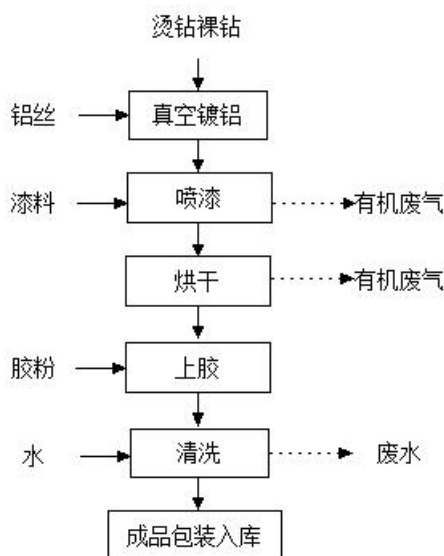 烫钻裸钻
铝丝
真空镀铝
漆料
喷漆
有机废气
烘干
有机废气
胶粉
上胶
水
清洗
废水
成品包装入库